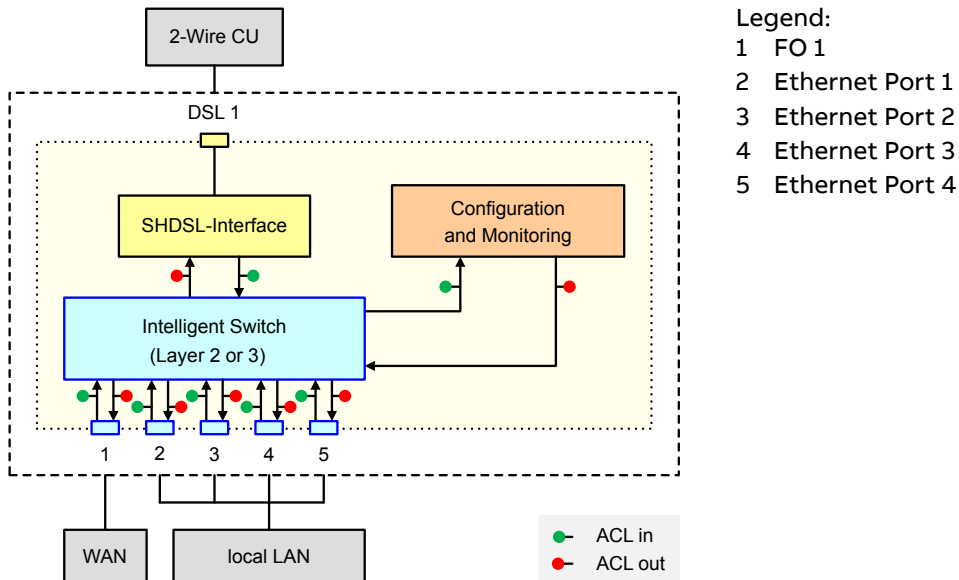 2-Wire CU
Legend:
1 FO 1
2 Ethernet Port 1
3 Ethernet Port 2
4 Ethernet Port 3
5 Ethernet Port 4
DSL 1
SHDSL-Interface
Configuration
and Monitoring
Intelligent Switch
(Layer 2 or 3)
1 2 3 4 5
WAN
local LAN
ACL in
ACL out